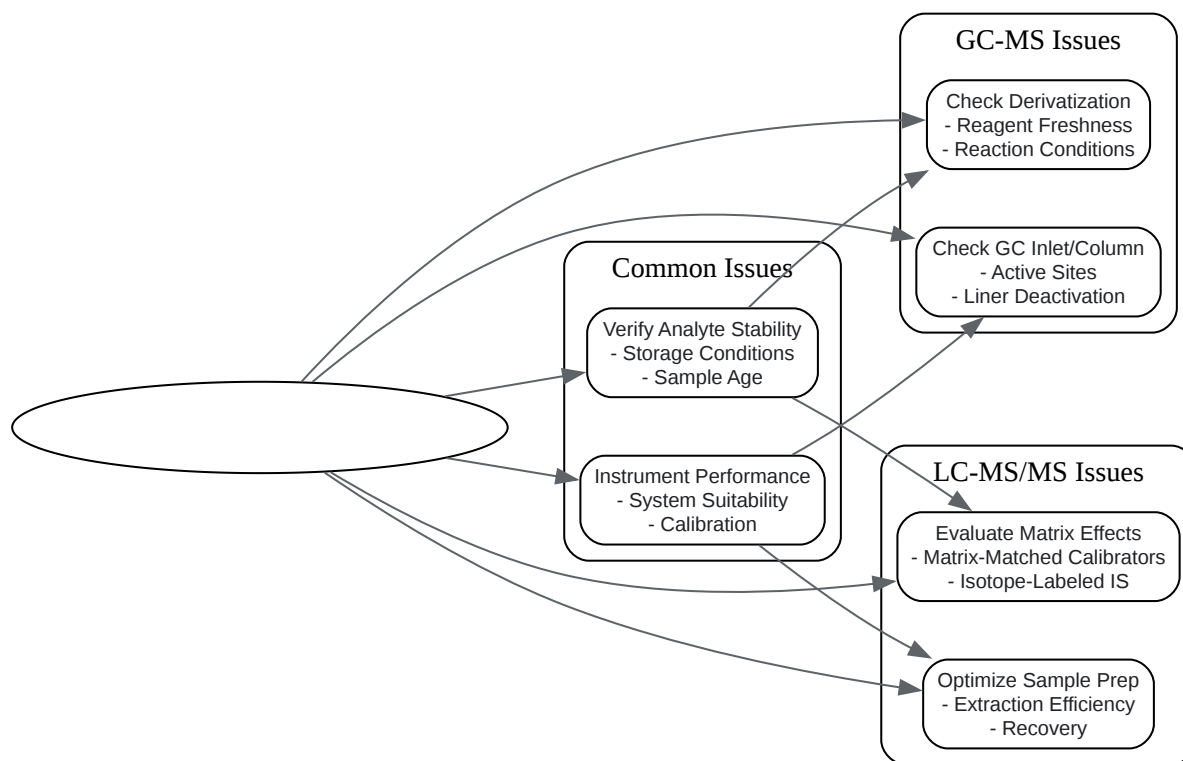 GC-MS Issues
Check Derivatization
- Reagent Freshness
- Reaction Conditions
Check GC Inlet/Column
- Active Sites
- Liner Deactivation
Common Issues
Verify Analyte Stability
- Storage Conditions
- Sample Age
Instrument Performance
- System Suitability
- Calibration
LC-MS/MS Issues
Evaluate Matrix Effects
- Matrix-Matched Calibrators
- Isotope-Labeled IS
Optimize Sample Prep
- Extraction Efficiency
- Recovery